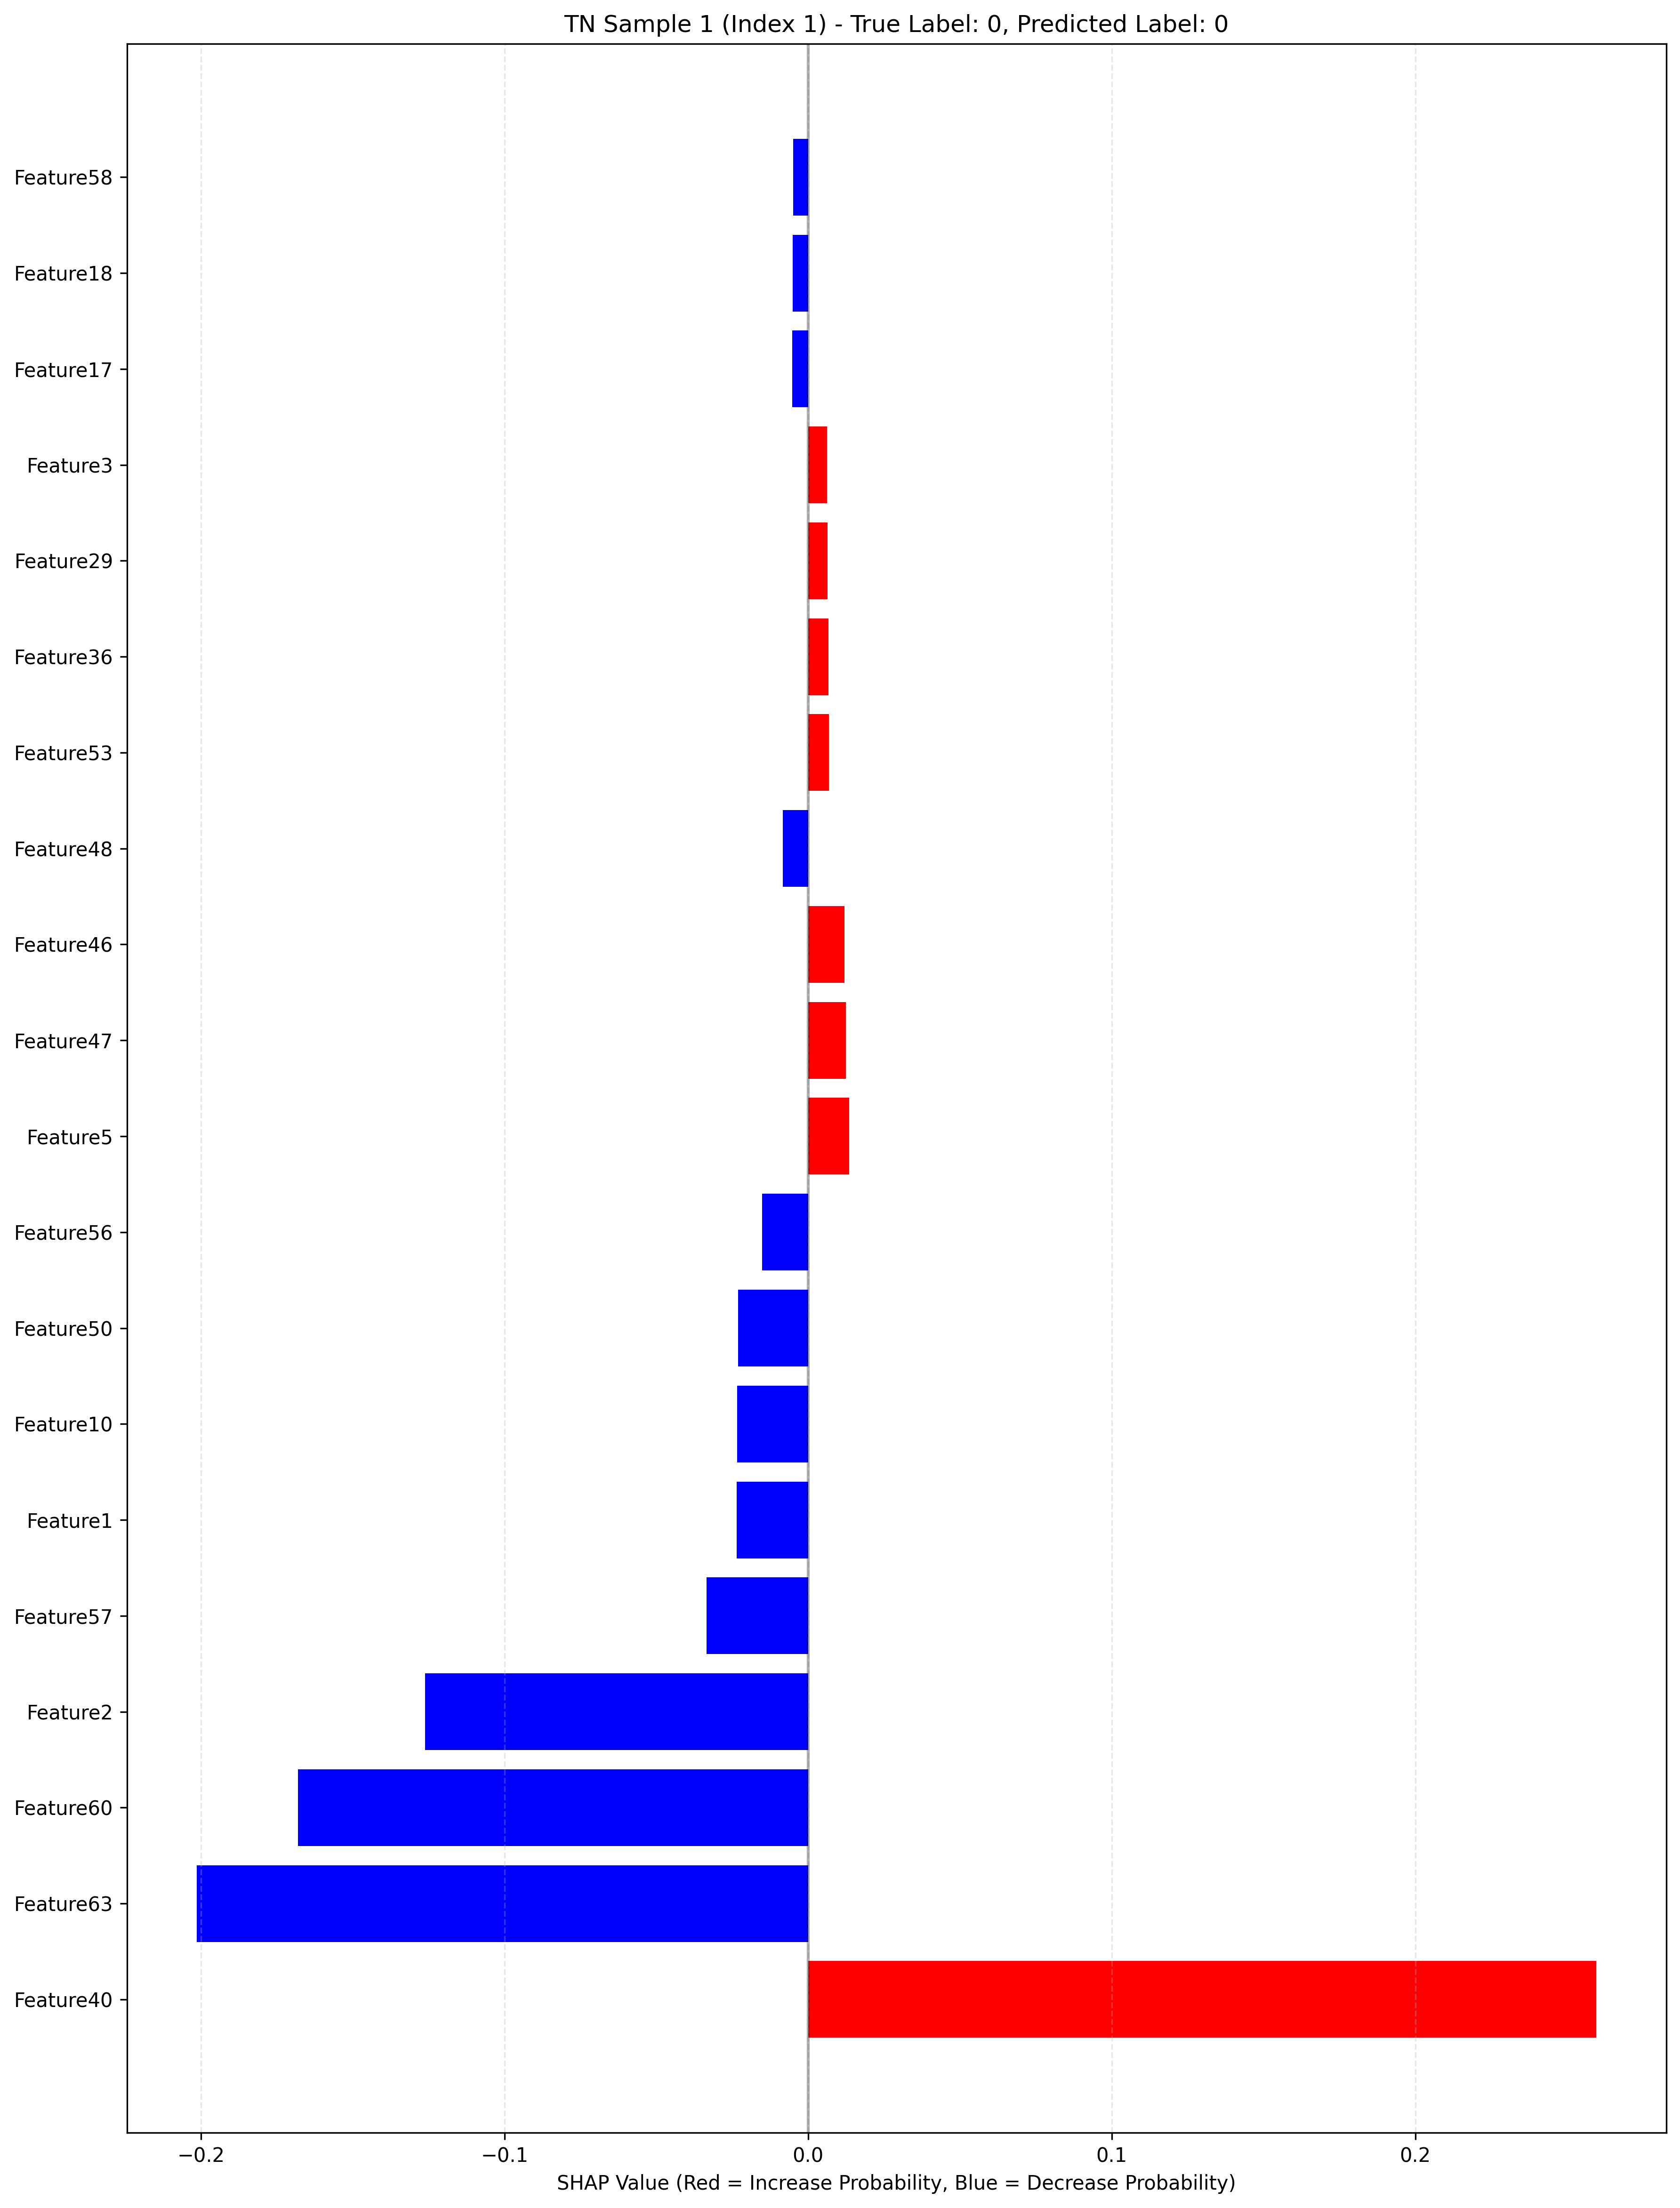 TN Sample 1 (Index 1) - True Label: 0, Predicted Label: 0
Feature58
Feature18
Feature17
Feature3
Feature29
Feature36
Feature53
Feature48
Feature46
Feature47
Feature5
Feature56
Feature50
Feature10
Feature1
Feature57
Feature2
Feature60
Feature63
Feature40
−0.2 −0.1 0.0 0.1 0.2
SHAP Value (Red = Increase Probability, Blue = Decrease Probability)